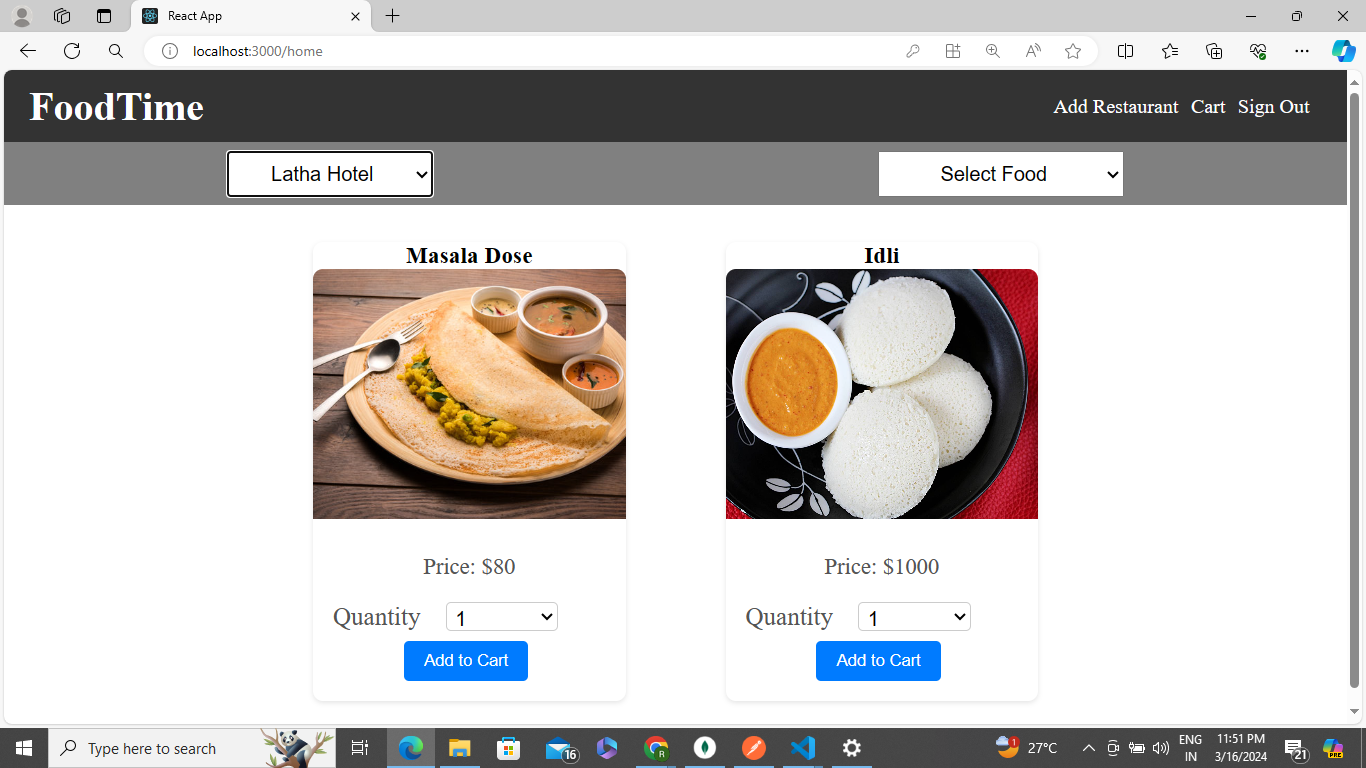 React App
localhost:3000/home
FoodTime
Add Restaurant Cart Sign Out
Latha Hotel
Select Food
Masala Dose
Idli
Price: $80
Price: $1000
Quantity 1
Quantity 1
Add to Cart
Add to Cart
Type here to search
16
R
1
27°C
ENG
IN
11:51 PM
3/16/2024
21
PRE